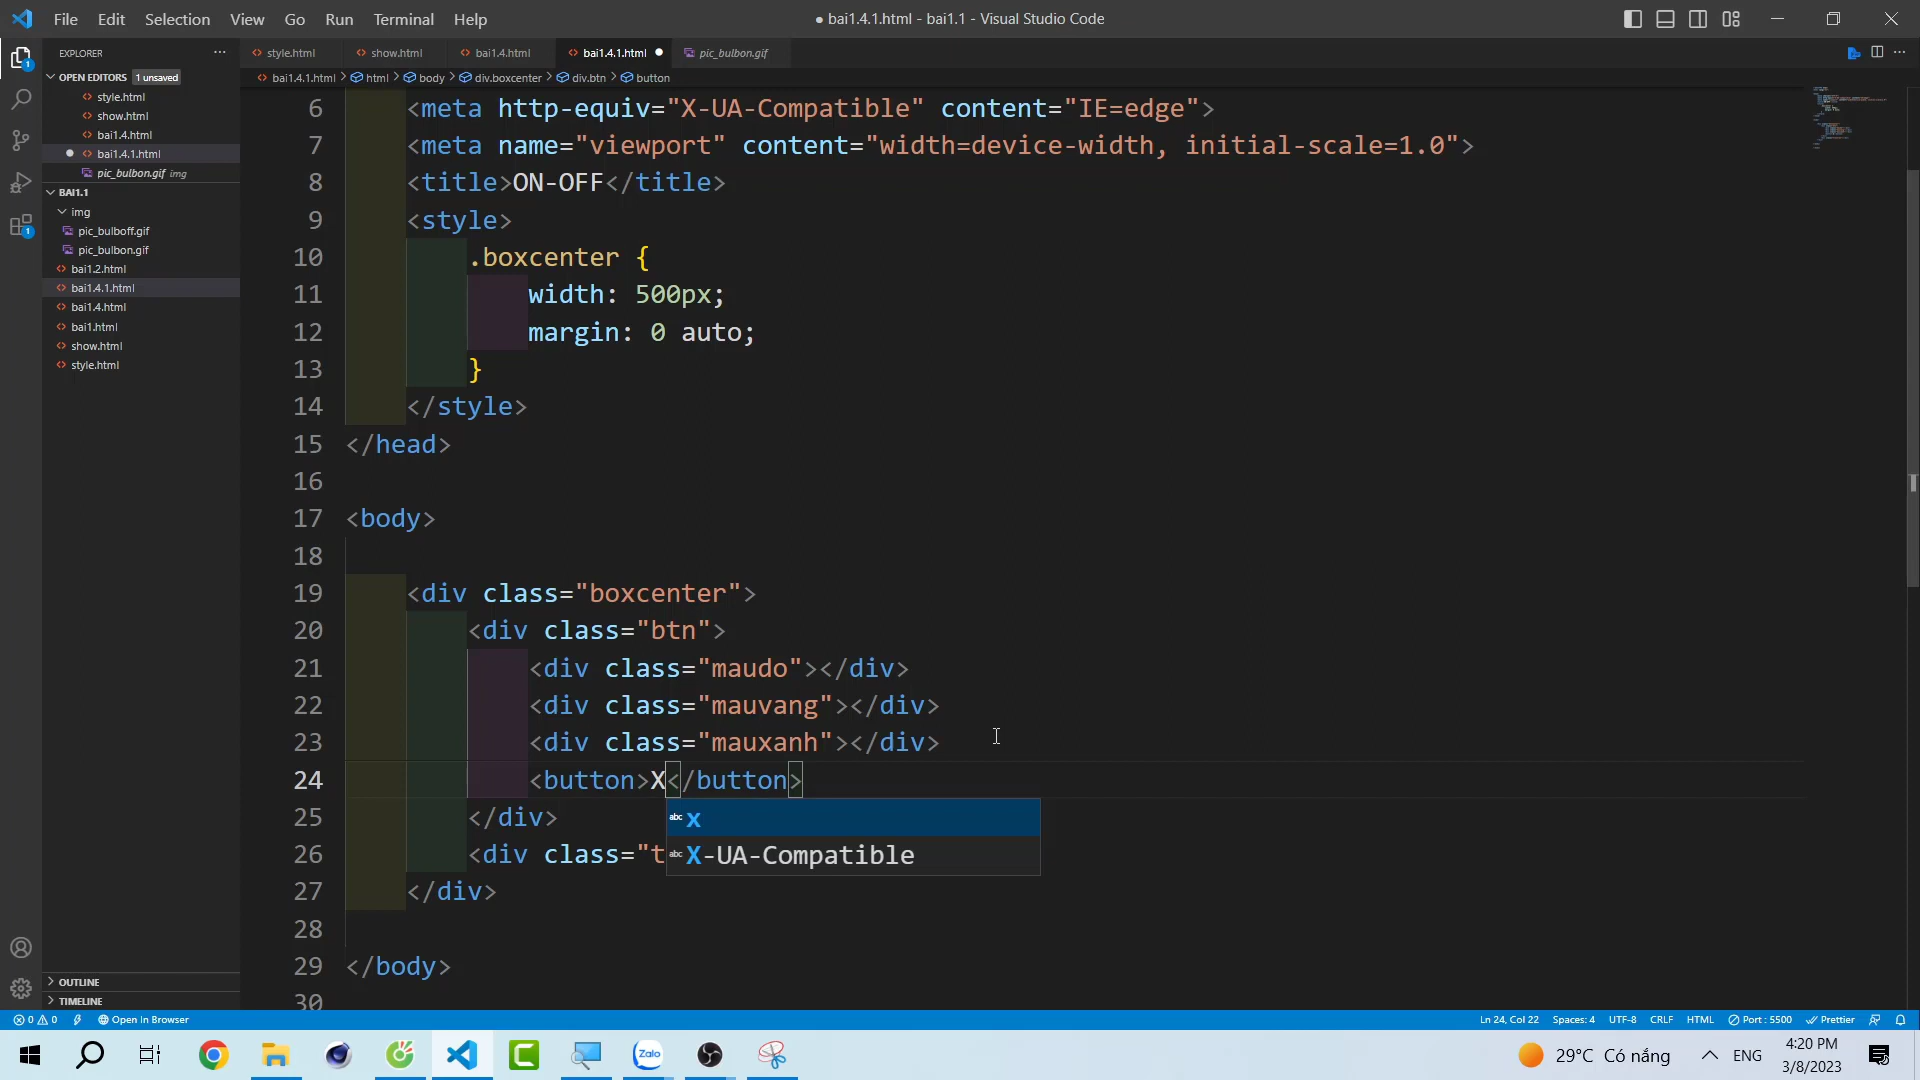 File Edit Selection View Go Run Terminal Help
● bai1.4.1.html - bai1.1 - Visual Studio Code
EXPLORER
style.html show.html bai1.4.html bai1.4.1.html pic_bulbon.gif
OPEN EDITORS 1 unsaved
bai1.4.1.html > html > body > div.boxcenter > div.btn > button
style.html
show.html
bai1.4.html
bai1.4.1.html
pic_bulbon.gif img
BAI1.1
img
pic_bulboff.gif
pic_bulbon.gif
bai1.2.html
bai1.4.1.html
bai1.4.html
bai1.html
show.html
style.html
OUTLINE
TIMELINE
6 <meta http-equiv="X-UA-Compatible" content="IE=edge">
7 <meta name="viewport" content="width=device-width, initial-scale=1.0">
8 <title>ON-OFF</title>
9 <style>
10 .boxcenter {
11 width: 500px;
12 margin: 0 auto;
13 }
14 </style>
15 </head>
16
17 <body>
18
19 <div class="boxcenter">
20 <div class="btn">
21 <div class="maudo"></div>
22 <div class="mauvang"></div>
23 <div class="mauxanh"></div>
24 <button>X</button>
25 </div>
abc x
26 <div class="t
abc X-UA-Compatible
27 </div>
28
29 </body>
30
0 0 Open In Browser Ln 24, Col 22 Spaces: 4 UTF-8 CRLF HTML Port : 5500 Prettier
Zalo
29°C Có nắng ENG 4:20 PM
3/8/2023